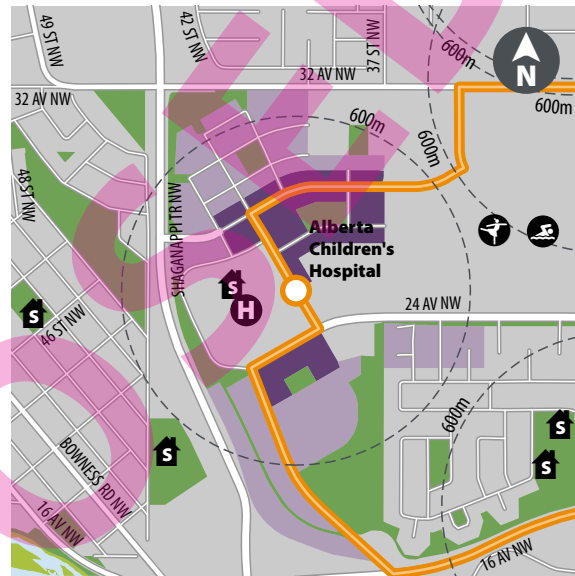 49 ST NW
42 ST NW
37 ST NW
600m
N
32 AV NW
32 AV NW
600m
600m
600m
48 ST NW
SHAGANAPPI TR NW
Alberta
Children's
Hospital
S
H
24 AV NW
S
46 ST NW
600m
S
S
S
BOWNESS RD NW
16 AV NW
16 AV NW